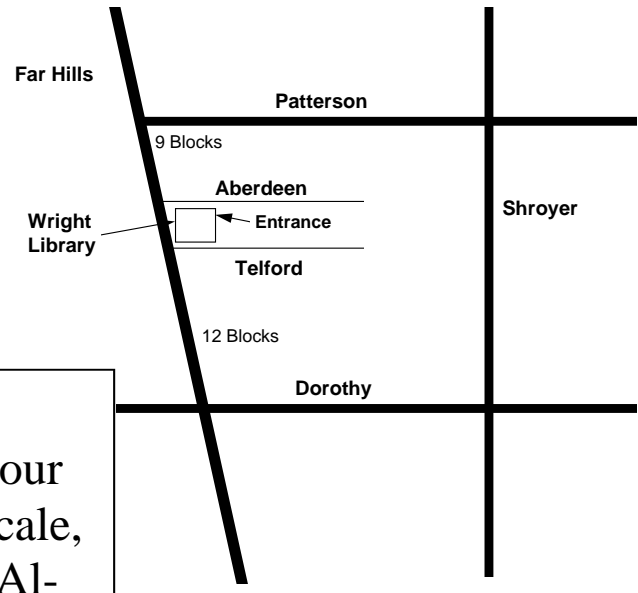 Far Hills
Patterson
9 Blocks
Aberdeen
Wright
Library
Entrance
Shroyer
Telford
12 Blocks
Dorothy
our
cale,
Al-